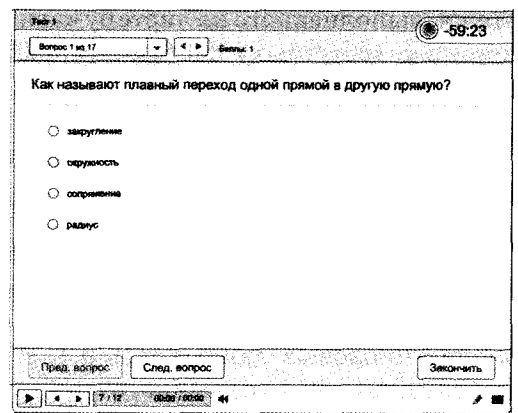 Тест 1
-59:23
Вопрос 1 из 17
Баллы: 1
Как называют плавный переход одной прямой в другую прямую?
закругление
окружность
сопряжение
радиус
Пред. вопрос
След. вопрос
Закончить
7 / 12
00:00 / 00:00